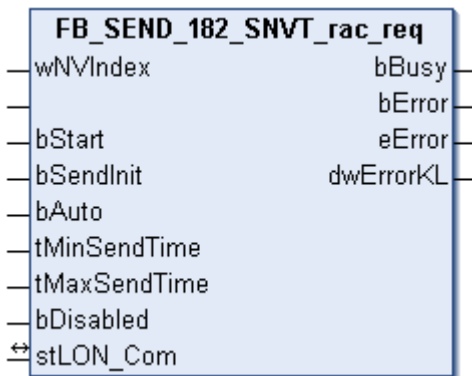 FB_SEND_182_SNVT_rac_req
wNVIndex bBusy
bError
bStart eError
bSendInit dwErrorKL
bAuto
tMinSendTime
tMaxSendTime
bDisabled
stLON_Com